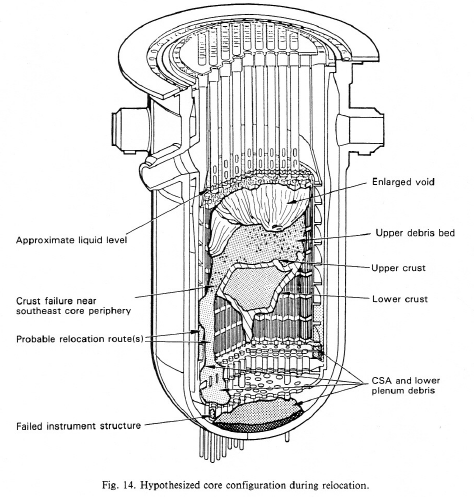 Enlarged void
Approximate liquid level
Upper debris bed
Upper crust
Crust failure near
southeast core periphery
Lower crust
Probable relocation route(s)
CSA and lower
plenum debris
Failed instrument structure
Fig. 14. Hypothesized core configuration during relocation.